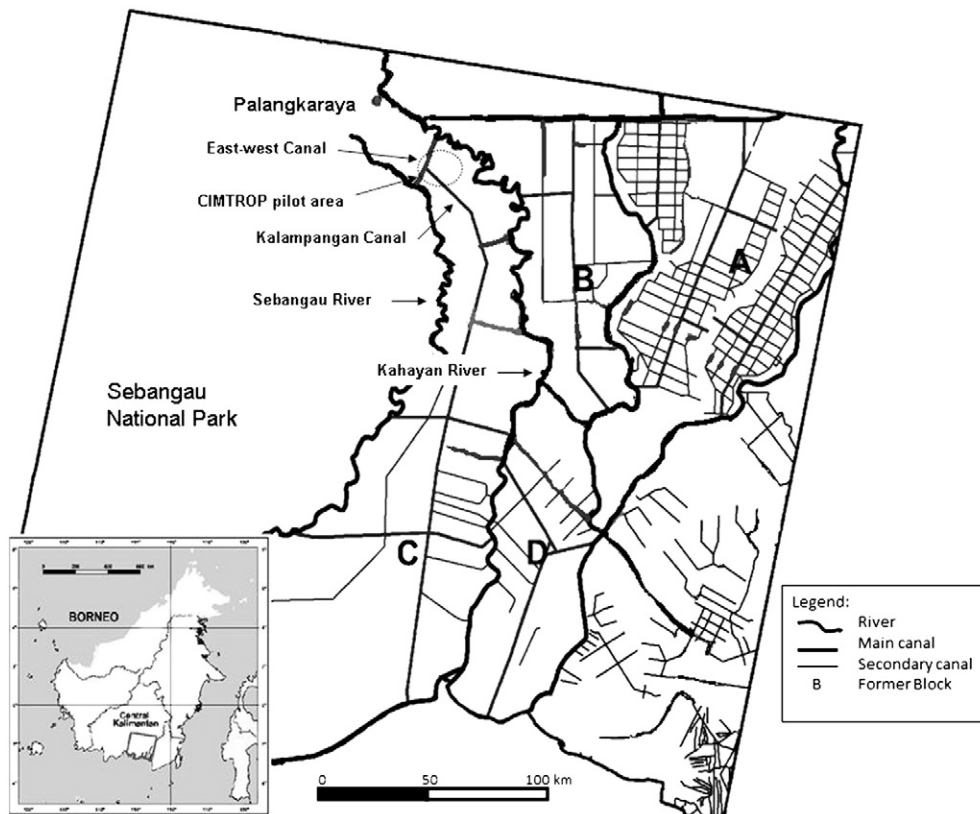 Palangkaraya
East-west Canal
CIMTROP pilot area
Kalampangan Canal
Sebangau River
Kahayan River
Sebangau
National Park
A
B
C
D
BORNEO
Central
Kalimantan
Legend:
River
Main canal
Secondary canal
B Former Block
0 50 100 km